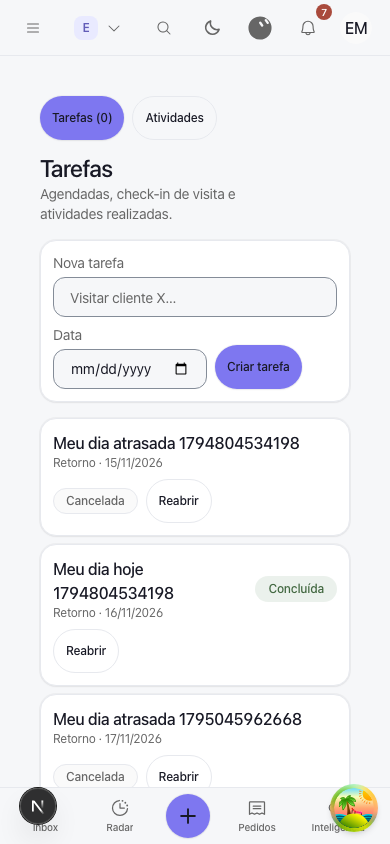 E
7
EM
Tarefas (0)
Atividades
Tarefas
Agendadas, check-in de visita e
atividades realizadas.
Nova tarefa
Visitar cliente X...
Data
mm/dd/yyyy
Criar tarefa
Meu dia atrasada 1794804534198
Retorno · 15/11/2026
Cancelada
Reabrir
Meu dia hoje
1794804534198
Concluída
Retorno · 16/11/2026
Reabrir
Meu dia atrasada 1795045962668
Retorno · 17/11/2026
Cancelada
Reabrir
N
Inbox
Radar
Pedidos